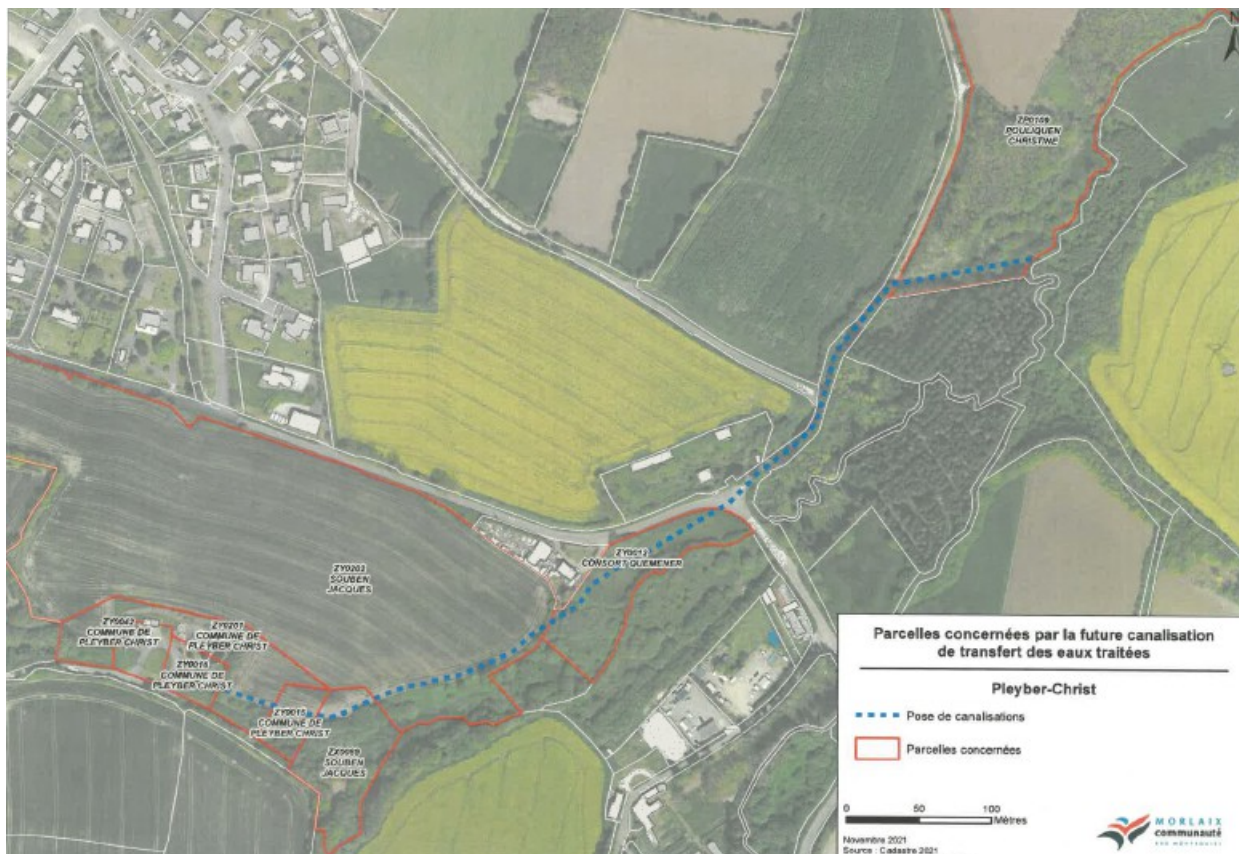 N
ZP0109
POULIQUEN
CHRISTINE
ZY0012
CONSORT QUEMENER
ZY0202
SOUBEN
JACQUES
ZY0042
COMMUNE DE
PLEYBER CHRIST
ZY0201
COMMUNE DE
PLEYBER CHRIST
ZY0016
COMMUNE DE
PLEYBER CHRIST
ZY0015
COMMUNE DE
PLEYBER CHRIST
SOUBEN
JACQUES
Parcelles concernées par la future canalisation
de transfert des eaux traitées
Pleyber-Christ
Pose de canalisations
Parcelles concernées
0 50 100
Mètres
Novembre 2021
Source : Cadastre 2021
MORLAIX
communauté